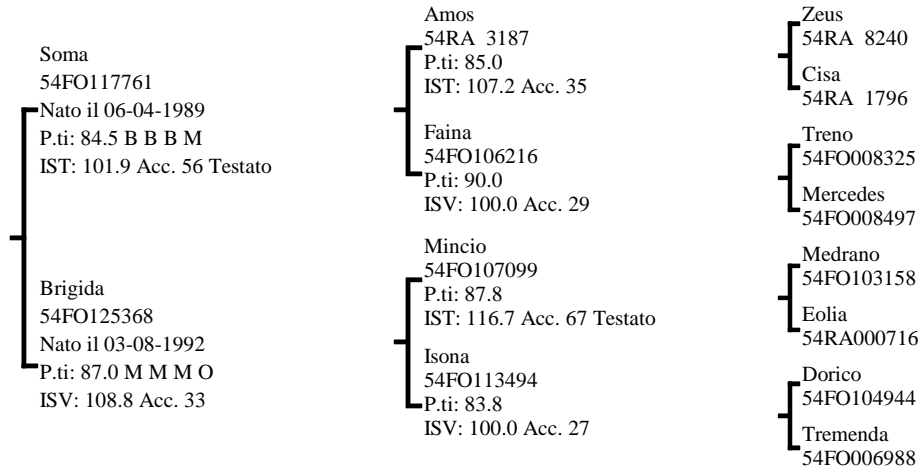 Soma
54FO117761
Nato il 06-04-1989
P.ti: 84.5 B B B M
IST: 101.9 Acc. 56 Testato
Brigida
54FO125368
Nato il 03-08-1992
P.ti: 87.0 M M M O
ISV: 108.8 Acc. 33
Amos
54RA  3187
P.ti: 85.0
IST: 107.2 Acc. 35
Faina
54FO106216
P.ti: 90.0
ISV: 100.0 Acc. 29
Mincio
54FO107099
P.ti: 87.8
IST: 116.7 Acc. 67 Testato
Isona
54FO113494
P.ti: 83.8
ISV: 100.0 Acc. 27
Zeus
54RA  8240
Cisa
54RA  1796
Treno
54FO008325
Mercedes
54FO008497
Medrano
54FO103158
Eolia
54RA000716
Dorico
54FO104944
Tremenda
54FO006988